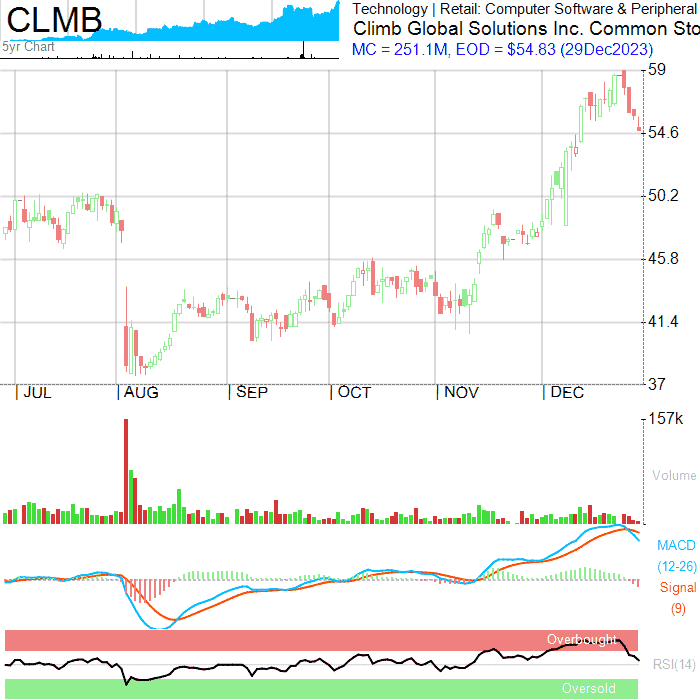 CLMB
5yr Chart
Technology | Retail: Computer Software & Peripheral
Climb Global Solutions Inc. Common Sto
MC = 251.1M, EOD = $54.83 (29Dec2023)
59
54.6
50.2
45.8
41.4
37
| JUL | AUG | SEP | OCT | NOV | DEC
157k
Volume
MACD
(12-26)
Signal
(9)
Overbought
RSI(14)
Oversold